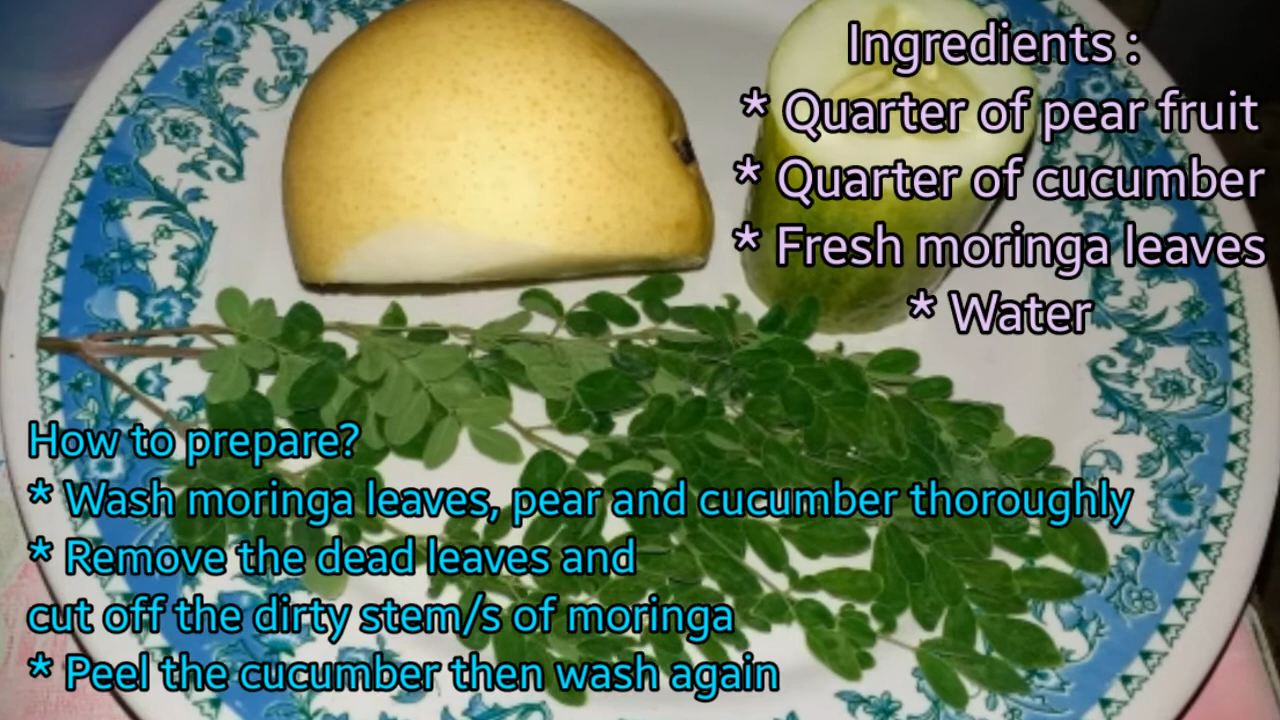 Ingredients :
* Quarter of pear fruit
* Quarter of cucumber
* Fresh moringa leaves
* Water
How to prepare?
* Wash moringa leaves, pear and cucumber thoroughly
* Remove the dead leaves and
cut off the dirty stem/s of moringa
* Peel the cucumber then wash again